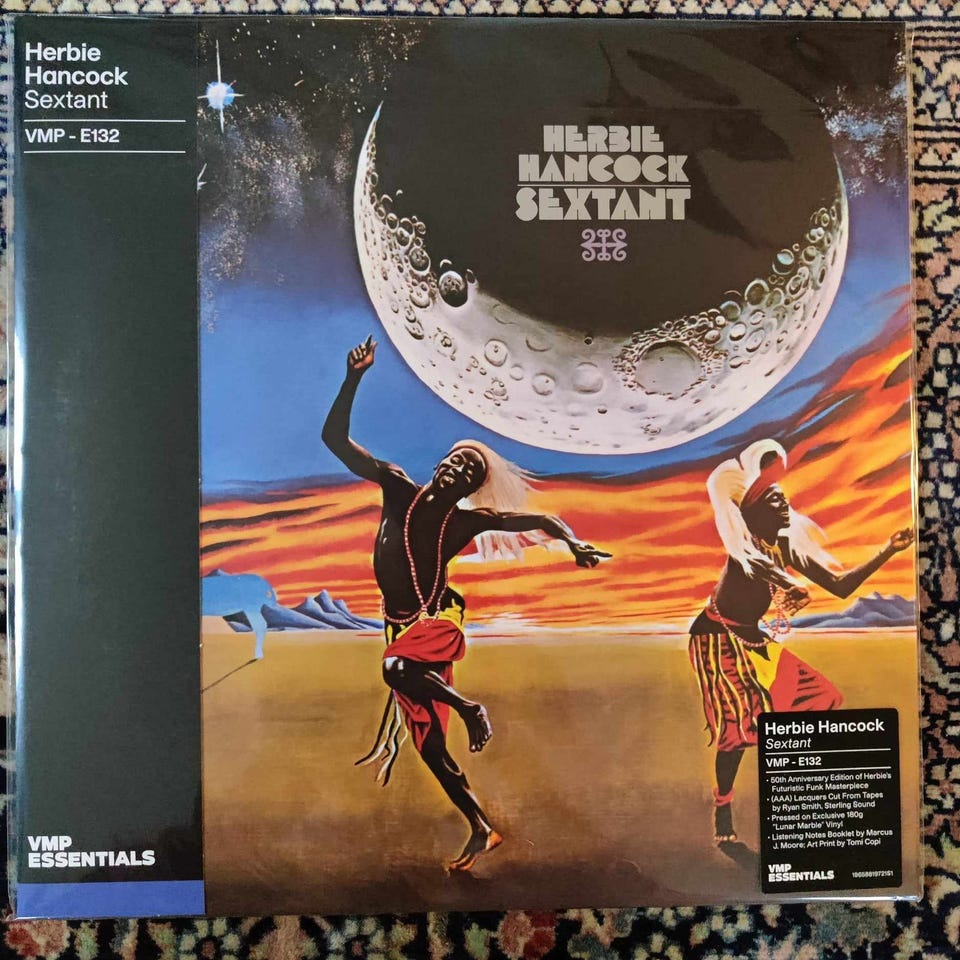 Herbie
Hancock
Sextant
VMP - E132
HERBIE
HANCOCK
SEXTANT
VMP
ESSENTIALS
Herbie Hancock
Sextant
VMP - E132
• 50th Anniversary Edition of Herbie's
Futuristic Funk Masterpiece
• (AAA) Lacquers Cut From Tapes
by Ryan Smith, Sterling Sound
• Pressed on Exclusive 180g
"Lunar Marble" Vinyl
• Listening Notes Booklet by Marcus
J. Moore; Art Print by Tomi Copi
VMP
ESSENTIALS
1965881972151